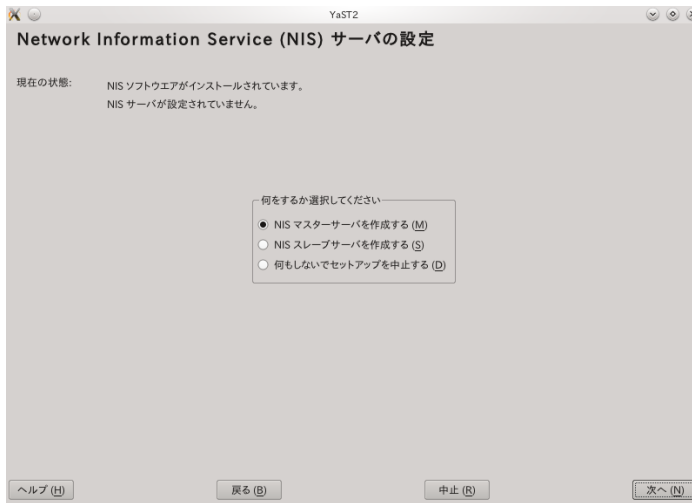 YaST2
Network Information Service (NIS) サーバの設定
現在の状態:
NIS ソフトウエアがインストールされています。
NIS サーバが設定されていません。
何をするか選択してください
NIS マスターサーバを作成する (M)
NIS スレーブサーバを作成する (S)
何もしないでセットアップを中止する (D)
ヘルプ (H)
戻る (B)
中止 (R)
次へ (N)